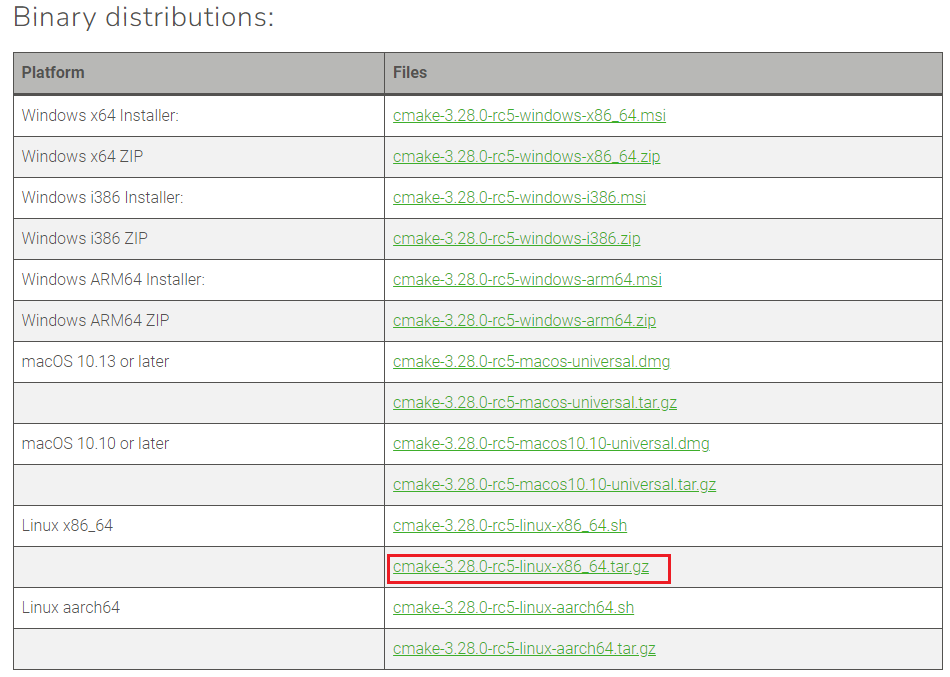 Binary distributions:
Platform Files
Windows x64 Installer: cmake-3.28.0-rc5-windows-x86_64.msi
Windows x64 ZIP cmake-3.28.0-rc5-windows-x86_64.zip
Windows i386 Installer: cmake-3.28.0-rc5-windows-i386.msi
Windows i386 ZIP cmake-3.28.0-rc5-windows-i386.zip
Windows ARM64 Installer: cmake-3.28.0-rc5-windows-arm64.msi
Windows ARM64 ZIP cmake-3.28.0-rc5-windows-arm64.zip
macOS 10.13 or later cmake-3.28.0-rc5-macos-universal.dmg
cmake-3.28.0-rc5-macos-universal.tar.gz
macOS 10.10 or later cmake-3.28.0-rc5-macos10.10-universal.dmg
cmake-3.28.0-rc5-macos10.10-universal.tar.gz
Linux x86_64 cmake-3.28.0-rc5-linux-x86_64.sh
cmake-3.28.0-rc5-linux-x86_64.tar.gz
Linux aarch64 cmake-3.28.0-rc5-linux-aarch64.sh
cmake-3.28.0-rc5-linux-aarch64.tar.gz